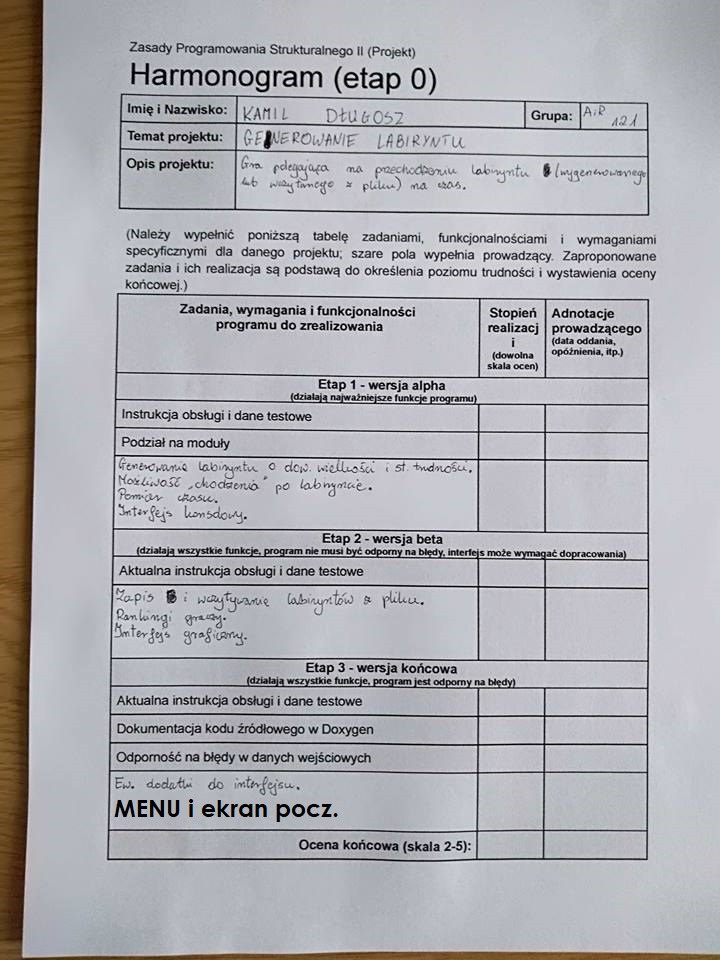 Zasady Programowania Strukturalnego II (Projekt)
Harmonogram (etap 0)
Imię i Nazwisko: KAMIL DŁUGOSZ Grupa: AiR 121
Temat projektu: GENEROWANIE LABIRYNTU
Opis projektu: Gra polegająca na przechodzeniu labiryntu (wygenerowanego
lub wczytanego z pliku) na czas.
(Należy wypełnić poniższą tabelę zadaniami, funkcjonalnościami i wymaganiami
specyficznymi dla danego projektu; szare pola wypełnia prowadzący. Zaproponowane
zadania i ich realizacja są podstawą do określenia poziomu trudności i wystawienia oceny
końcowej.)
Zadania, wymagania i funkcjonalności
programu do zrealizowania
Stopień
realizacj
i
(dowolna
skala ocen)
Adnotacje
prowadzącego
(data oddania,
opóźnienia, itp.)
Etap 1 - wersja alpha
(działają najważniejsze funkcje programu)
Instrukcja obsługi i dane testowe
Podział na moduły
Generowanie labiryntu o dow. wielkości i st. trudności.
Możliwość „chodzenia" po labiryncie.
Pomiar czasu.
Interfejs konsolowy.
Etap 2 - wersja beta
(działają wszystkie funkcje, program nie musi być odporny na błędy, interfejs może wymagać dopracowania)
Aktualna instrukcja obsługi i dane testowe
Zapis i wczytywanie labiryntów z pliku.
Rankingi graczy.
Interfejs graficzny.
Etap 3 - wersja końcowa
(działają wszystkie funkcje, program jest odporny na błędy)
Aktualna instrukcja obsługi i dane testowe
Dokumentacja kodu źródłowego w Doxygen
Odporność na błędy w danych wejściowych
Ew. dodatki do interfejsu.
MENU i ekran pocz.
Ocena końcowa (skala 2-5):